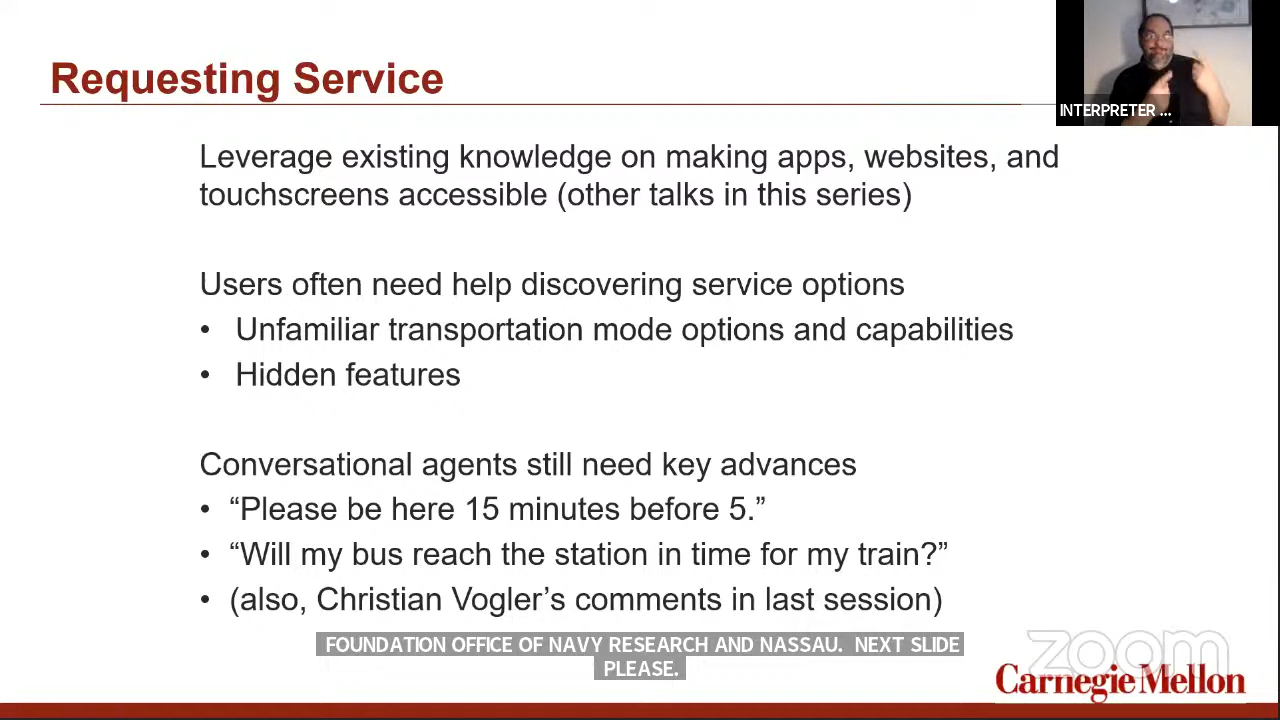 Requesting Service
INTERPRETER ...
Leverage existing knowledge on making apps, websites, and
touchscreens accessible (other talks in this series)
Users often need help discovering service options
• Unfamiliar transportation mode options and capabilities
• Hidden features
Conversational agents still need key advances
• “Please be here 15 minutes before 5.”
• “Will my bus reach the station in time for my train?”
• (also, Christian Vogler’s comments in last session)
FOUNDATION OFFICE OF NAVY RESEARCH AND NASSAU. NEXT SLIDE
PLEASE.
zoom
Carnegie Mellon